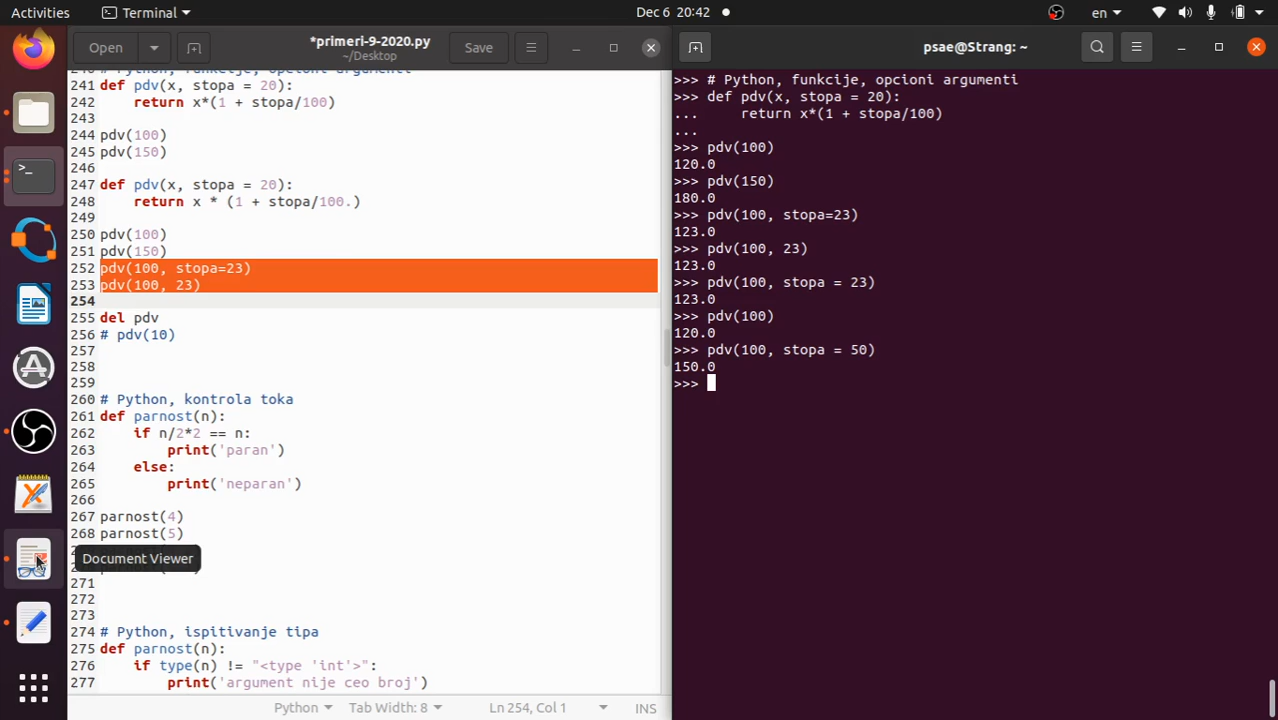 Activities
Terminal
Dec 6 20:42
en
Open
*primeri-9-2020.py
~/Desktop
Save
psae@Strang: ~
240 # Python, funkcije, opcioni argumenti
241 def pdv(x, stopa = 20):
242     return x*(1 + stopa/100)
243
244 pdv(100)
245 pdv(150)
246
247 def pdv(x, stopa = 20):
248     return x * (1 + stopa/100.)
249
250 pdv(100)
251 pdv(150)
252 pdv(100, stopa=23)
253 pdv(100, 23)
254
255 del pdv
256 # pdv(10)
257
258
259
260 # Python, kontrola toka
261 def parnost(n):
262     if n/2*2 == n:
263         print('paran')
264     else:
265         print('neparan')
266
267 parnost(4)
268 parnost(5)
Document Viewer
271
272
273
274 # Python, ispitivanje tipa
275 def parnost(n):
276     if type(n) != "<type 'int'>":
277         print('argument nije ceo broj')
Python
Tab Width: 8
Ln 254, Col 1
INS
>>> # Python, funkcije, opcioni argumenti
>>> def pdv(x, stopa = 20):
...     return x*(1 + stopa/100)
...
>>> pdv(100)
120.0
>>> pdv(150)
180.0
>>> pdv(100, stopa=23)
123.0
>>> pdv(100, 23)
123.0
>>> pdv(100, stopa = 23)
123.0
>>> pdv(100)
120.0
>>> pdv(100, stopa = 50)
150.0
>>>